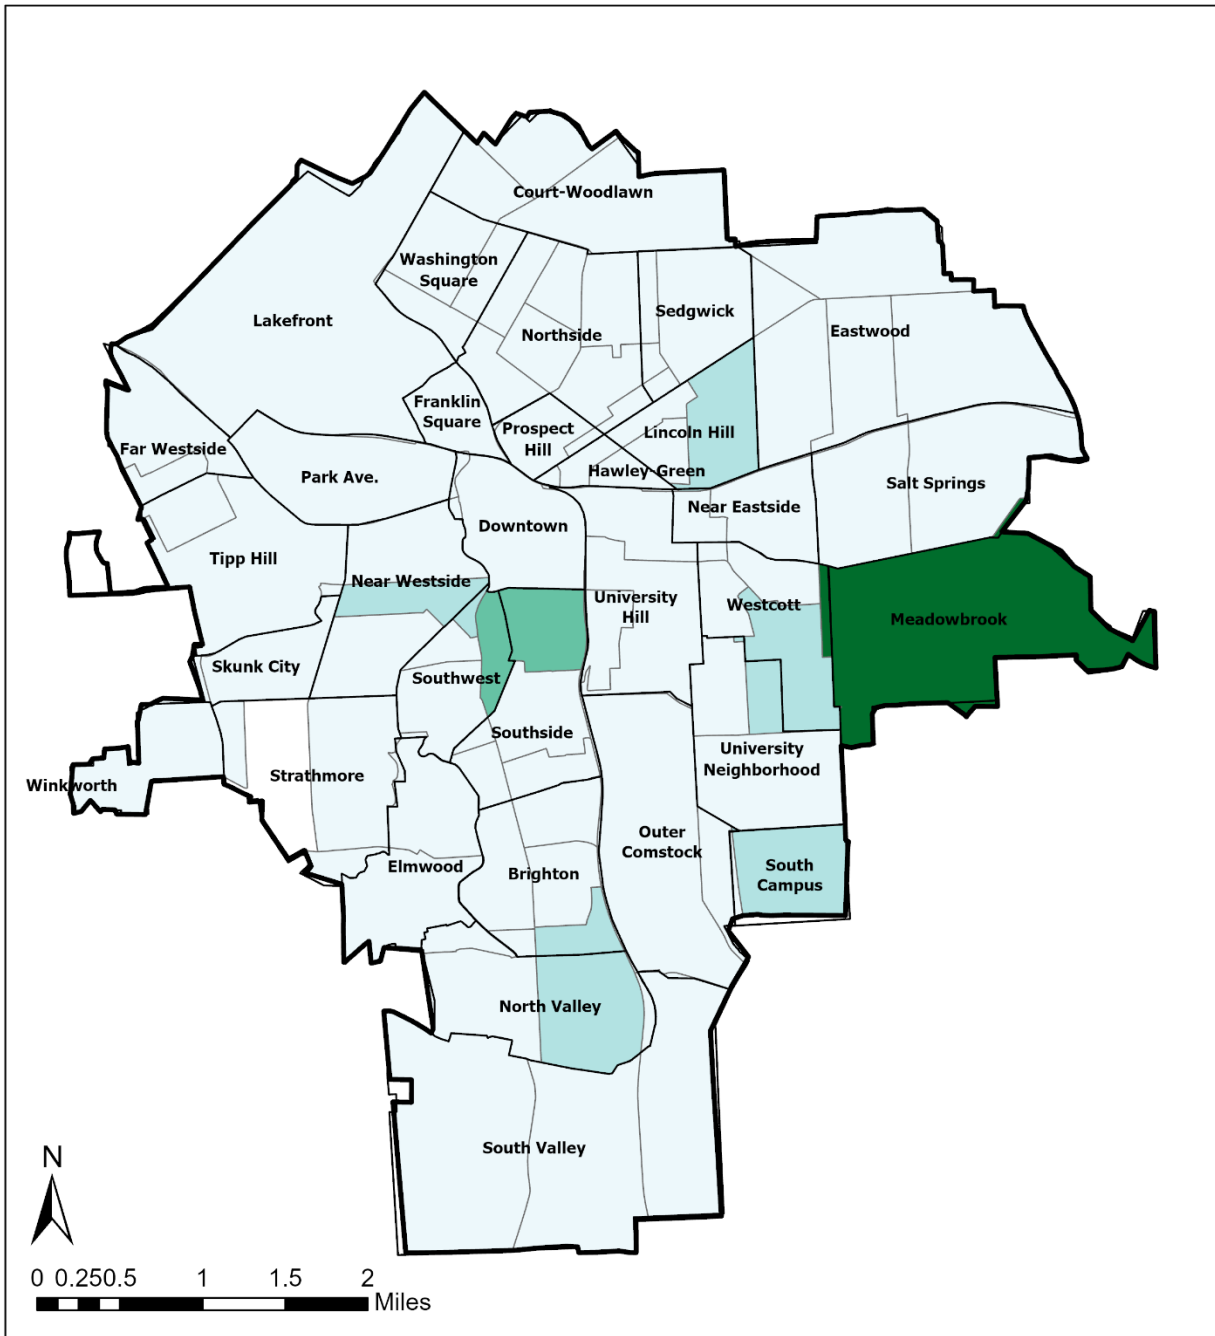 Court-Woodlawn
Washington
Square
Lakefront
Sedgwick
Northside
Eastwood
Franklin
Square
Prospect
Hill
Lincoln Hill
Far Westside
Park Ave.
Hawley-Green
Salt Springs
Near Eastside
Downtown
Tipp Hill
Near Westside
University
Hill
Westcott
Meadowbrook
Skunk City
Southwest
Southside
University
Neighborhood
Strathmore
Winkworth
Outer
Comstock
Elmwood
Brighton
South
Campus
North Valley
South Valley
N
0 0.250.5 1 1.5 2
Miles